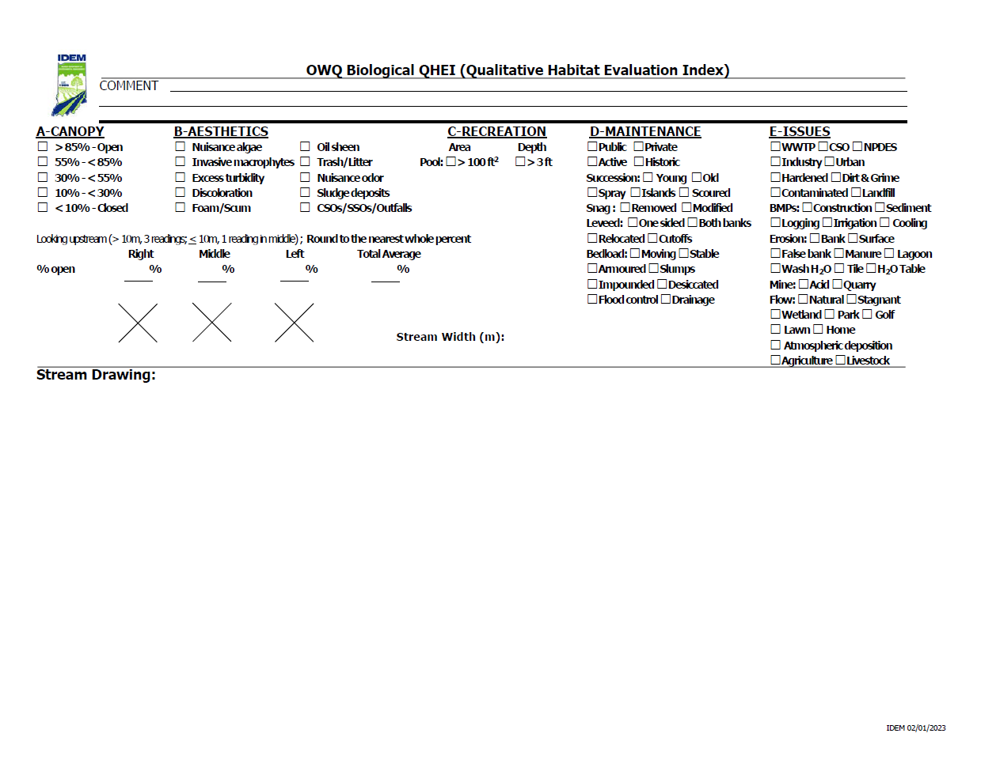 IDEM
OWQ Biological QHEI (Qualitative Habitat Evaluation Index)
COMMENT
A-CANOPY
☐ > 85% - Open
☐ 55% - < 85%
☐ 30% - < 55%
☐ 10% - < 30%
☐ < 10% - Closed
B-AESTHETICS
☐ Nuisance algae ☐ Oil sheen
☐ Invasive macrophytes ☐ Trash/Litter
☐ Excess turbidity ☐ Nuisance odor
☐ Discoloration ☐ Sludge deposits
☐ Foam/Scum ☐ CSOs/SSOs/Outfalls
C-RECREATION
Area Depth
Pool: ☐ > 100 ft² ☐ > 3 ft
D-MAINTENANCE
☐ Public ☐ Private
☐ Active ☐ Historic
Succession: ☐ Young ☐ Old
☐ Spray ☐ Islands ☐ Scoured
Snag : ☐ Removed ☐ Modified
Leveed: ☐ One sided ☐ Both banks
☐ Relocated ☐ Cutoffs
Bedload: ☐ Moving ☐ Stable
☐ Armoured ☐ Slumps
☐ Impounded ☐ Desiccated
☐ Flood control ☐ Drainage
E-ISSUES
☐ WWTP ☐ CSO ☐ NPDES
☐ Industry ☐ Urban
☐ Hardened ☐ Dirt & Grime
☐ Contaminated ☐ Landfill
BMPs: ☐ Construction ☐ Sediment
☐ Logging ☐ Irrigation ☐ Cooling
Erosion: ☐ Bank ☐ Surface
☐ False bank ☐ Manure ☐ Lagoon
☐ Wash H₂O ☐ Tile ☐ H₂O Table
Mine: ☐ Acid ☐ Quarry
Flow: ☐ Natural ☐ Stagnant
☐ Wetland ☐ Park ☐ Golf
☐ Lawn ☐ Home
☐ Atmospheric deposition
☐ Agriculture ☐ Livestock
Looking upstream (> 10m, 3 readings; ≤ 10m, 1 reading in middle) ; Round to the nearest whole percent
Right Middle Left Total Average
% open % % % %
Stream Width (m):
Stream Drawing:
IDEM 02/01/2023